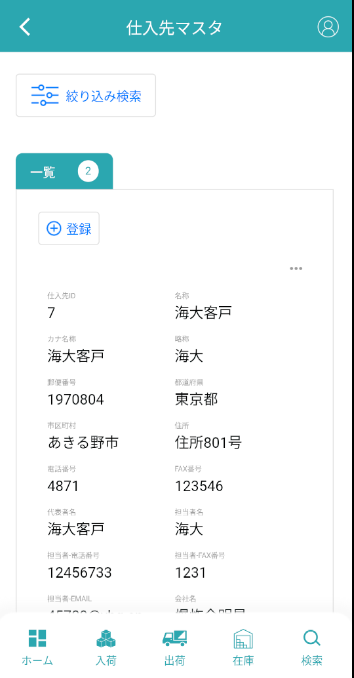 仕入先マスタ
絞り込み検索
一覧 2
登録
仕入先ID 名称
7 海大客戸
カナ名称 略称
海大客戸 海大
郵便番号 都道府県
1970804 東京都
市区町村 住所
あきる野市 住所801号
電話番号 FAX番号
4871 123546
代表者名 担当者名
海大客戸 海大
担当者-電話番号 担当者-FAX番号
12456733 1231
担当者-EMAIL 会社名
ホーム 入荷 出荷 在庫 検索